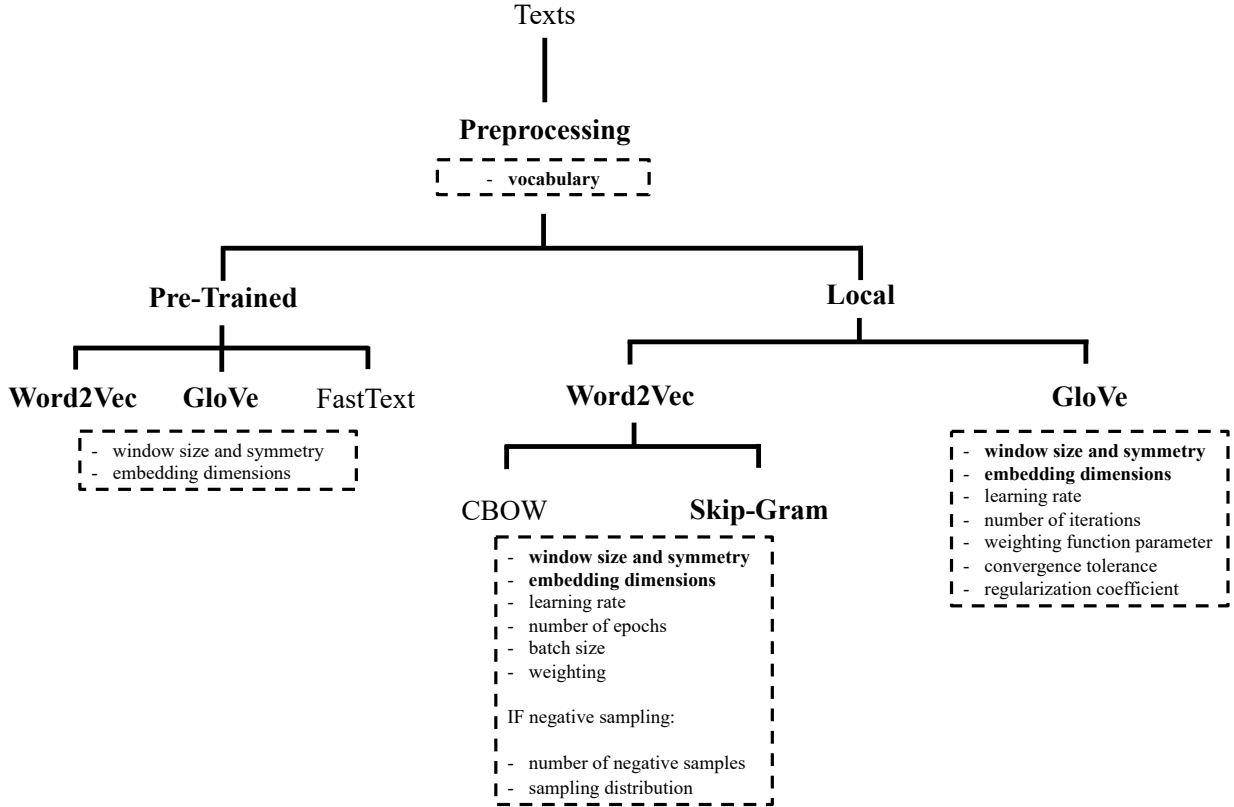 Texts
Preprocessing
- vocabulary
Pre-Trained
Local
Word2Vec
GloVe
FastText
- window size and symmetry
- embedding dimensions
Word2Vec
CBOW
Skip-Gram
- window size and symmetry
- embedding dimensions
- learning rate
- number of epochs
- batch size
- weighting
IF negative sampling:
- number of negative samples
- sampling distribution
GloVe
- window size and symmetry
- embedding dimensions
- learning rate
- number of iterations
- weighting function parameter
- convergence tolerance
- regularization coefficient